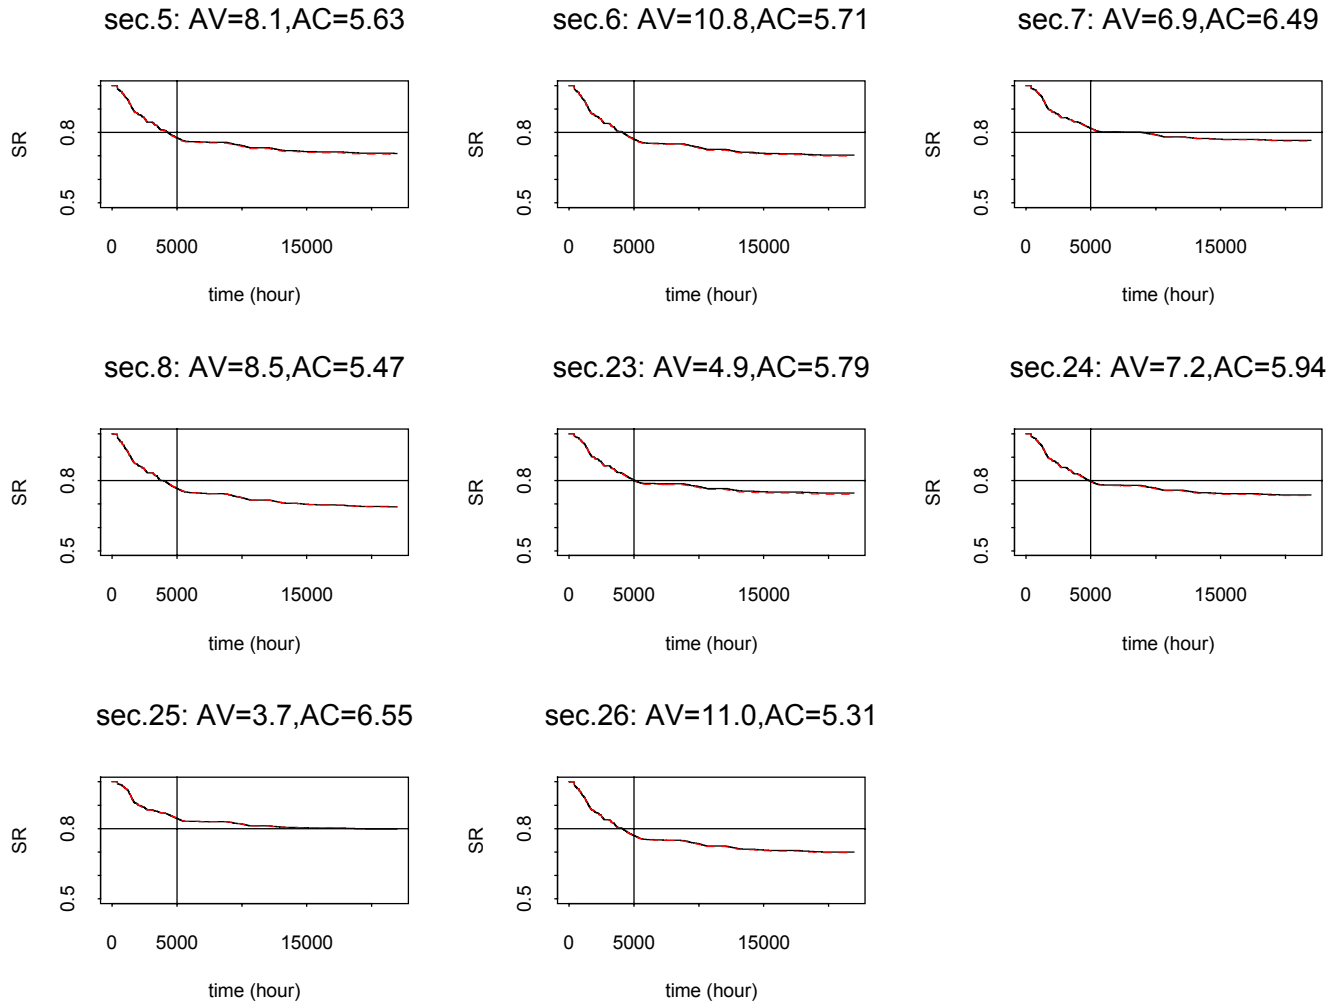 sec.5: AV=8.1,AC=5.63
SR
0.8
0.5
0 5000 15000
time (hour)
sec.6: AV=10.8,AC=5.71
SR
0.8
0.5
0 5000 15000
time (hour)
sec.7: AV=6.9,AC=6.49
SR
0.8
0.5
0 5000 15000
time (hour)
sec.8: AV=8.5,AC=5.47
SR
0.8
0.5
0 5000 15000
time (hour)
sec.23: AV=4.9,AC=5.79
SR
0.8
0.5
0 5000 15000
time (hour)
sec.24: AV=7.2,AC=5.94
SR
0.8
0.5
0 5000 15000
time (hour)
sec.25: AV=3.7,AC=6.55
SR
0.8
0.5
0 5000 15000
time (hour)
sec.26: AV=11.0,AC=5.31
SR
0.8
0.5
0 5000 15000
time (hour)